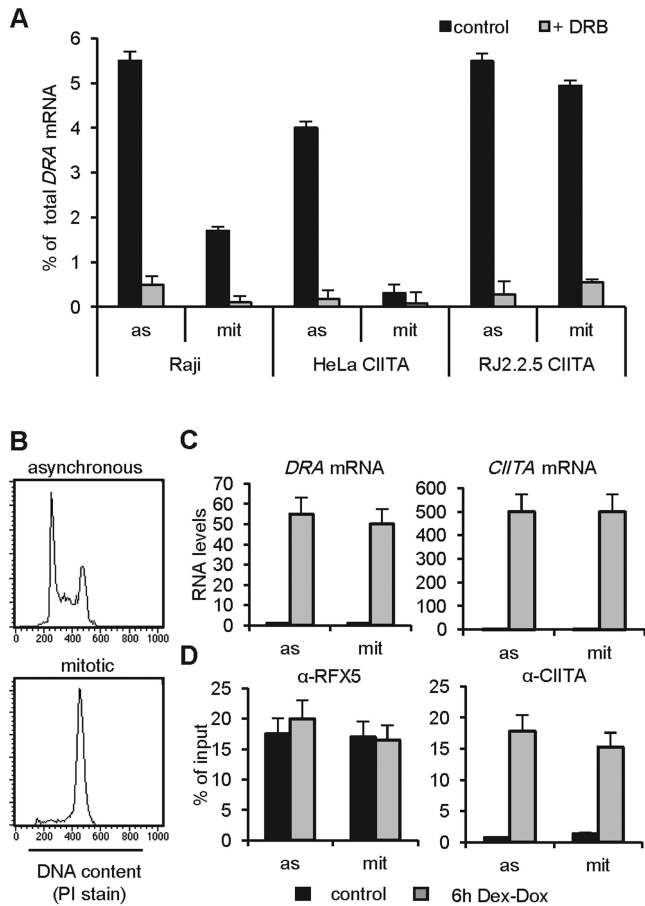 A
control
+ DRB
% of total DRA mRNA
6
5
4
3
2
1
0
as
mit
as
mit
as
mit
Raji
HeLa CIITA
RJ2.2.5 CIITA
B
asynchronous
0 200 400 600 800 1000
mitotic
0 200 400 600 800 1000
DNA content
(PI stain)
C
DRA mRNA
RNA levels
70
60
50
40
30
20
10
0
as
mit
CIITA mRNA
600
500
400
300
200
100
0
as
mit
D
α-RFX5
% of input
25
20
15
10
5
0
as
mit
α-CIITA
25
20
15
10
5
0
as
mit
control
6h Dex-Dox